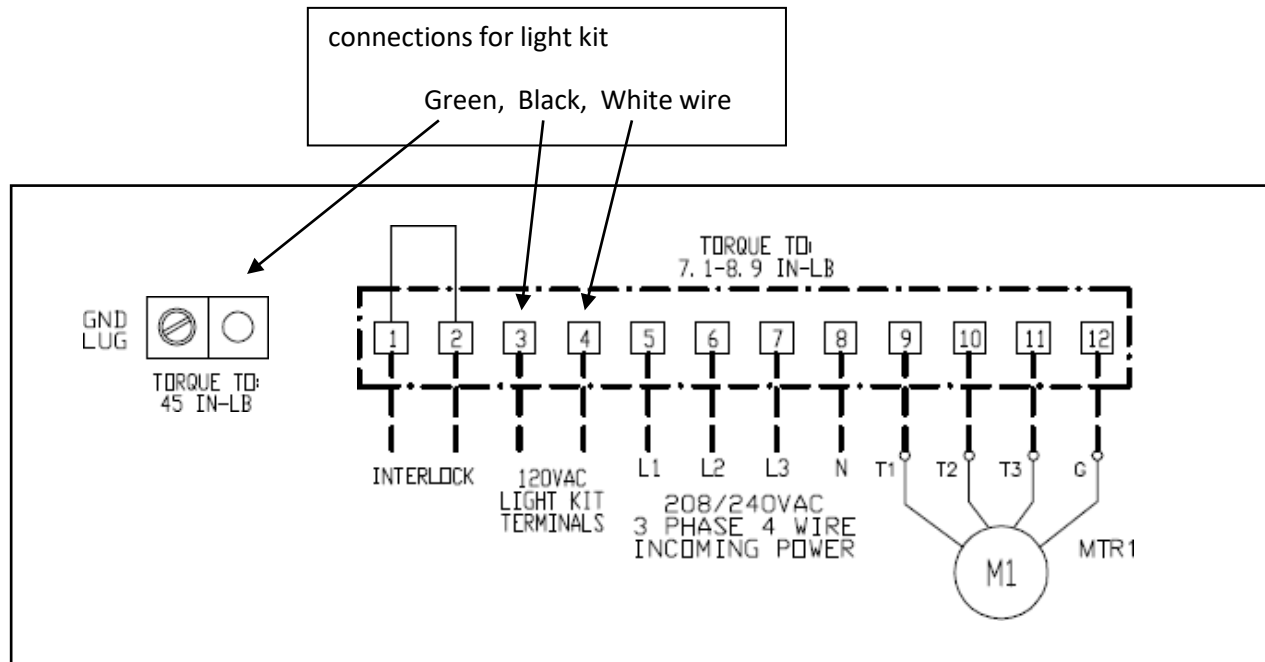 connections for light kit
Green, Black, White wire
TORQUE TO:
7.1-8.9 IN-LB
GND
LUG
1 2 3 4 5 6 7 8 9 10 11 12
TORQUE TO:
45 IN-LB
INTERLOCK
120VAC
LIGHT KIT
TERMINALS
L1 L2 L3 N
208/240VAC
3 PHASE 4 WIRE
INCOMING POWER
T1 T2 T3 G
M1
MTR1